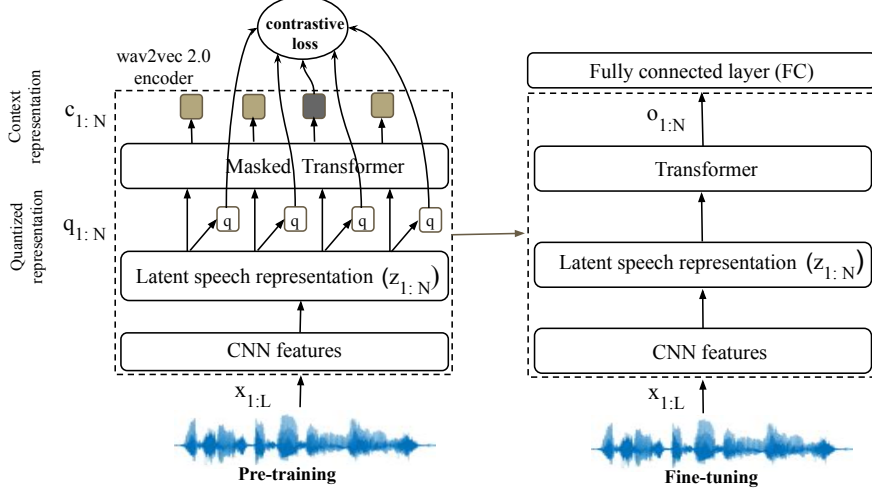 contrastive
loss
wav2vec 2.0
encoder
Context
representation
c1: N
Masked Transformer
Quantized
representation
q1: N
q
q
q
q
Latent speech representation (z1: N)
CNN features
x1:L
Pre-training
Fully connected layer (FC)
o1:N
Transformer
Latent speech representation (z1: N)
CNN features
x1:L
Fine-tuning